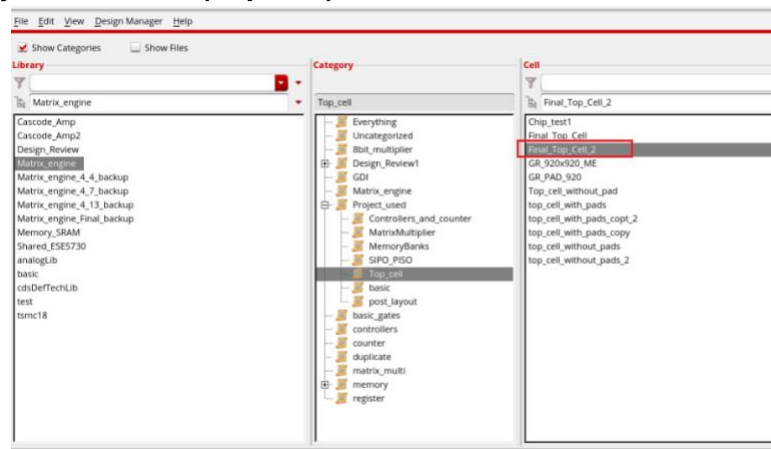 File Edit View Design Manager Help
Show Categories Show Files
Library
Matrix_engine
Cascode_Amp
Cascode_Amp2
Design_Review
Matrix_engine
Matrix_engine_4_4_backup
Matrix_engine_4_7_backup
Matrix_engine_4_13_backup
Matrix_engine_Final_backup
Memory_SRAM
Shared_ESE5730
analogLib
basic
cdsDefTechLib
test
tsmc18
Category
Top_cell
Everything
Uncategorized
8bit_multiplier
Design_Review1
GDI
Matrix_engine
Project_used
Controllers_and_counter
MatrixMultiplier
MemoryBanks
SIPO_PISO
Top_cell
basic
post_layout
basic_gates
controllers
counter
duplicate
matrix_multi
memory
register
Cell
Final_Top_Cell_2
Chip_test1
Final_Top_Cell
Final_Top_Cell_2
GR_920x920_ME
GR_PAD_920
Top_cell_without_pad
top_cell_with_pads
top_cell_with_pads_copt_2
top_cell_with_pads_copy
top_cell_without_pads
top_cell_without_pads_2